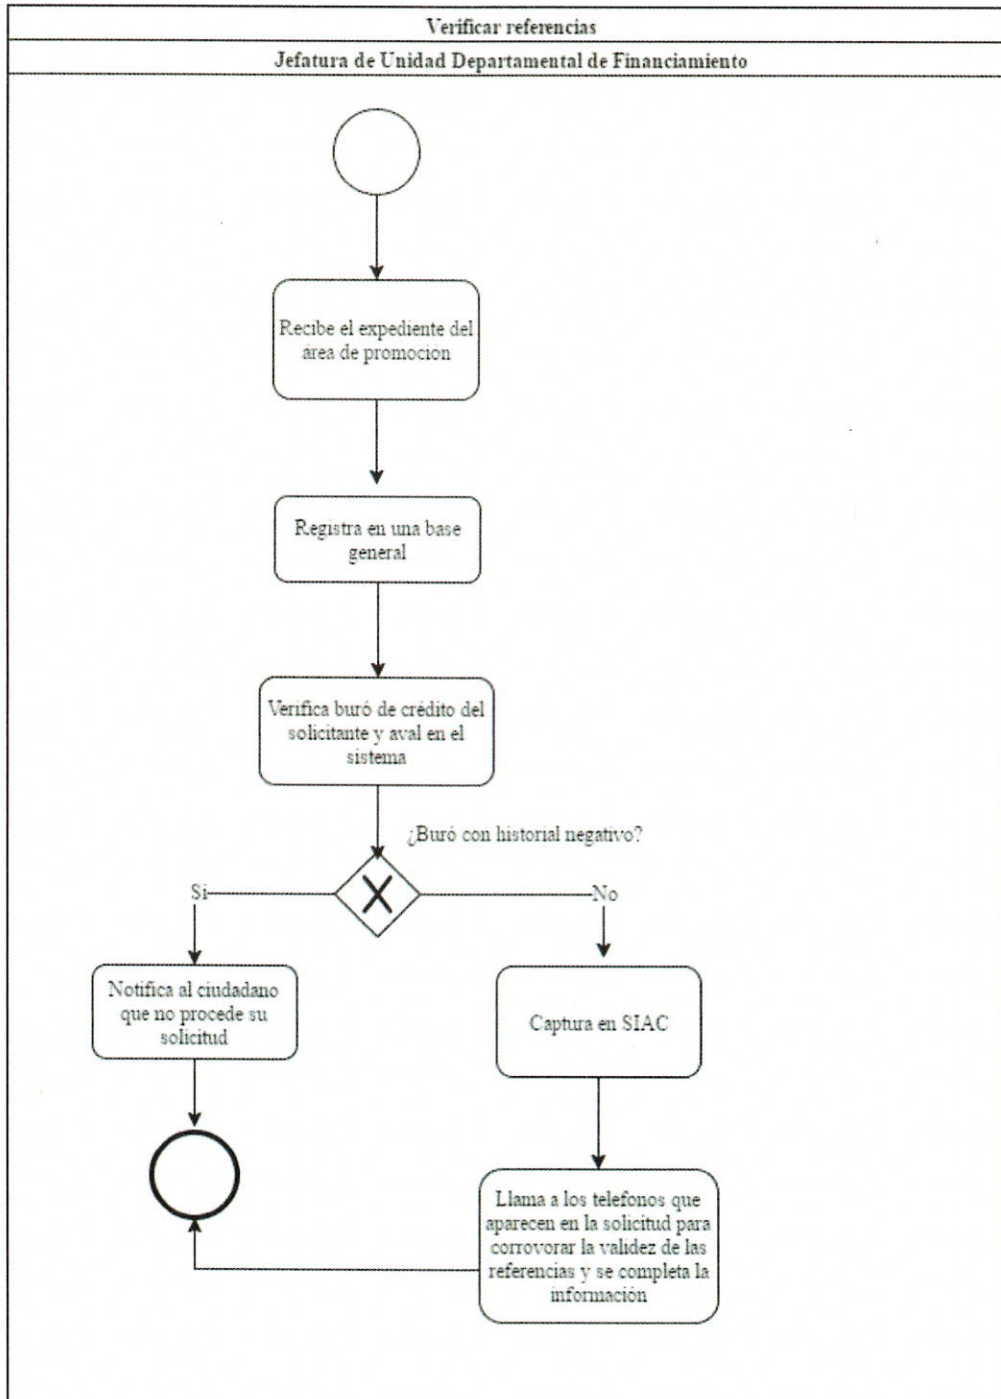 Verificar referencias
Jefatura de Unidad Departamental de Financiamiento
Recibe el expediente del
área de promoción
Registra en una base
general
Verifica buró de crédito del
solicitante y aval en el
sistema
¿Buró con historial negativo?
Si
No
Notifica al ciudadano
que no procede su
solicitud
Captura en SIAC
Llama a los telefonos que
aparecen en la solicitud para
corrovorar la validez de las
referencias y se completa la
información